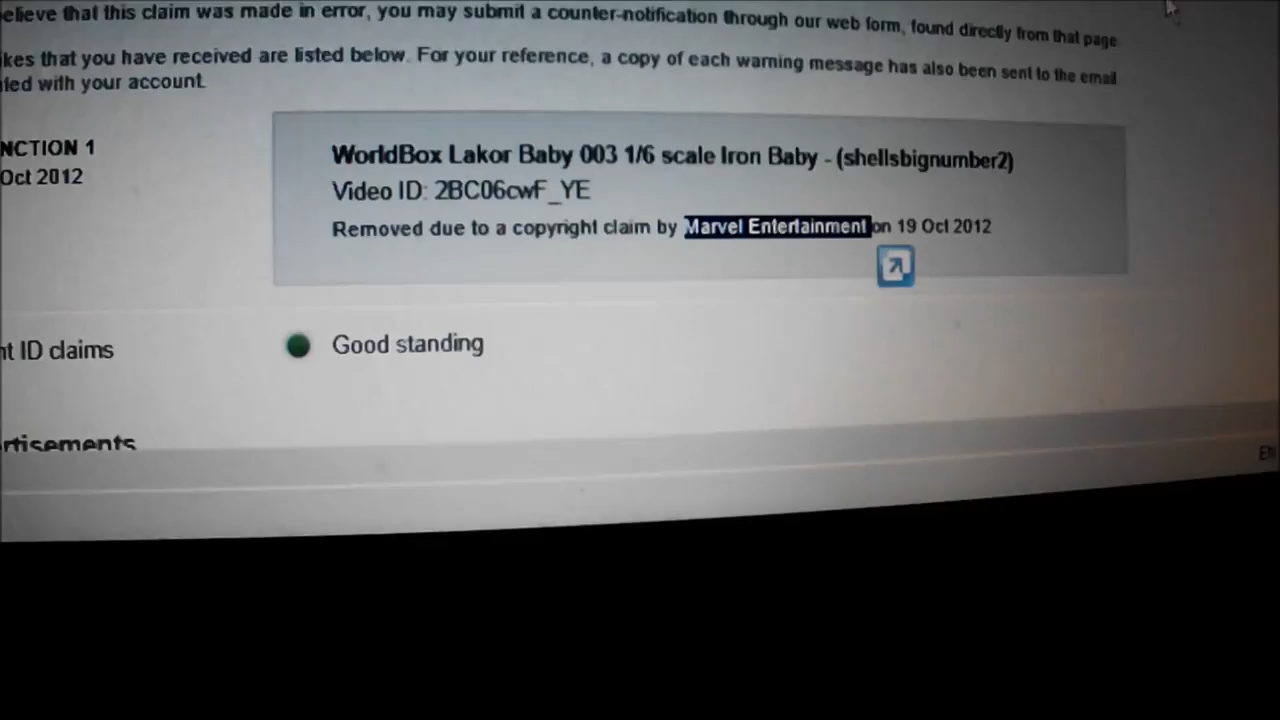 elieve that this claim was made in error, you may submit a counter-notification through our web form, found directly from that page
ikes that you have received are listed below. For your reference, a copy of each warning message has also been sent to the email
ated with your account.
NCTION 1
Oct 2012
WorldBox Lakor Baby 003 1/6 scale Iron Baby - (shellsbignumber2)
Video ID: 2BC06cwF_YE
Removed due to a copyright claim by Marvel Entertainment on 19 Oct 2012
nt ID claims
Good standing
rtisements
EN